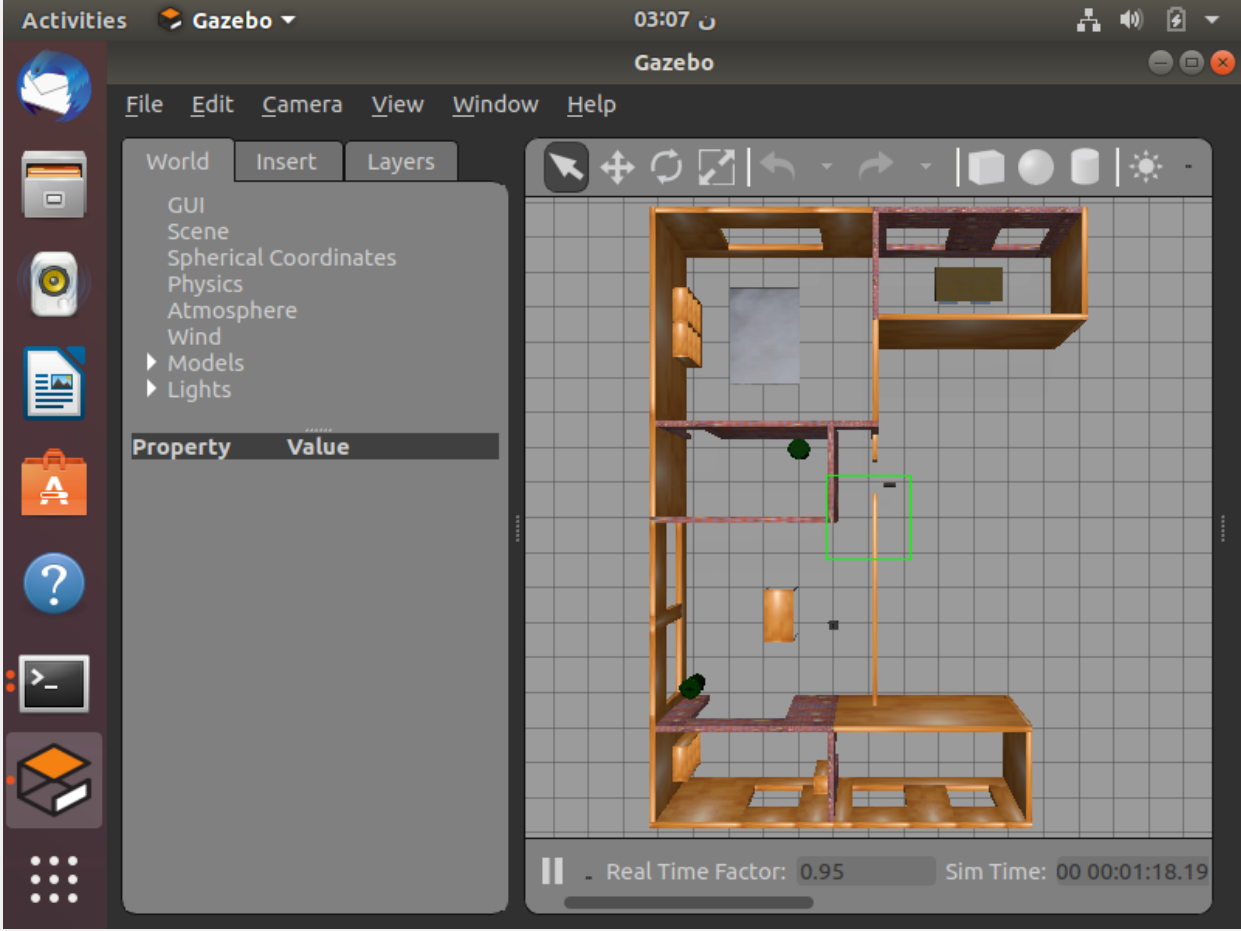 Activities Gazebo 03:07 ن
Gazebo
File Edit Camera View Window Help
World Insert Layers
GUI
Scene
Spherical Coordinates
Physics
Atmosphere
Wind
Models
Lights
Property Value
Real Time Factor: 0.95 Sim Time: 00 00:01:18.19